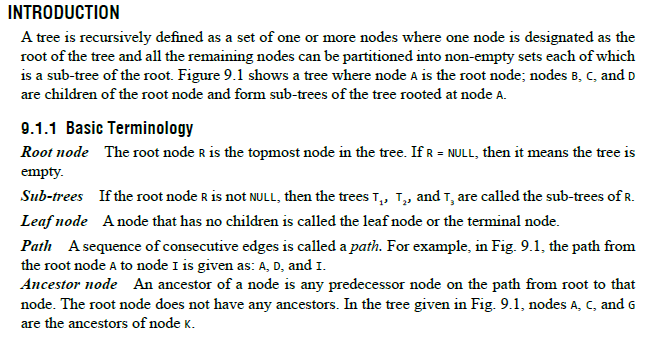 INTRODUCTION
A tree is recursively defined as a set of one or more nodes where one node is designated as the
root of the tree and all the remaining nodes can be partitioned into non-empty sets each of which
is a sub-tree of the root. Figure 9.1 shows a tree where node A is the root node; nodes B, C, and D
are children of the root node and form sub-trees of the tree rooted at node A.
9.1.1 Basic Terminology
Root node The root node R is the topmost node in the tree. If R = NULL, then it means the tree is
empty.
Sub-trees If the root node R is not NULL, then the trees T₁, T₂, and T₃ are called the sub-trees of R.
Leaf node A node that has no children is called the leaf node or the terminal node.
Path A sequence of consecutive edges is called a path. For example, in Fig. 9.1, the path from
the root node A to node I is given as: A, D, and I.
Ancestor node An ancestor of a node is any predecessor node on the path from root to that
node. The root node does not have any ancestors. In the tree given in Fig. 9.1, nodes A, C, and G
are the ancestors of node K.